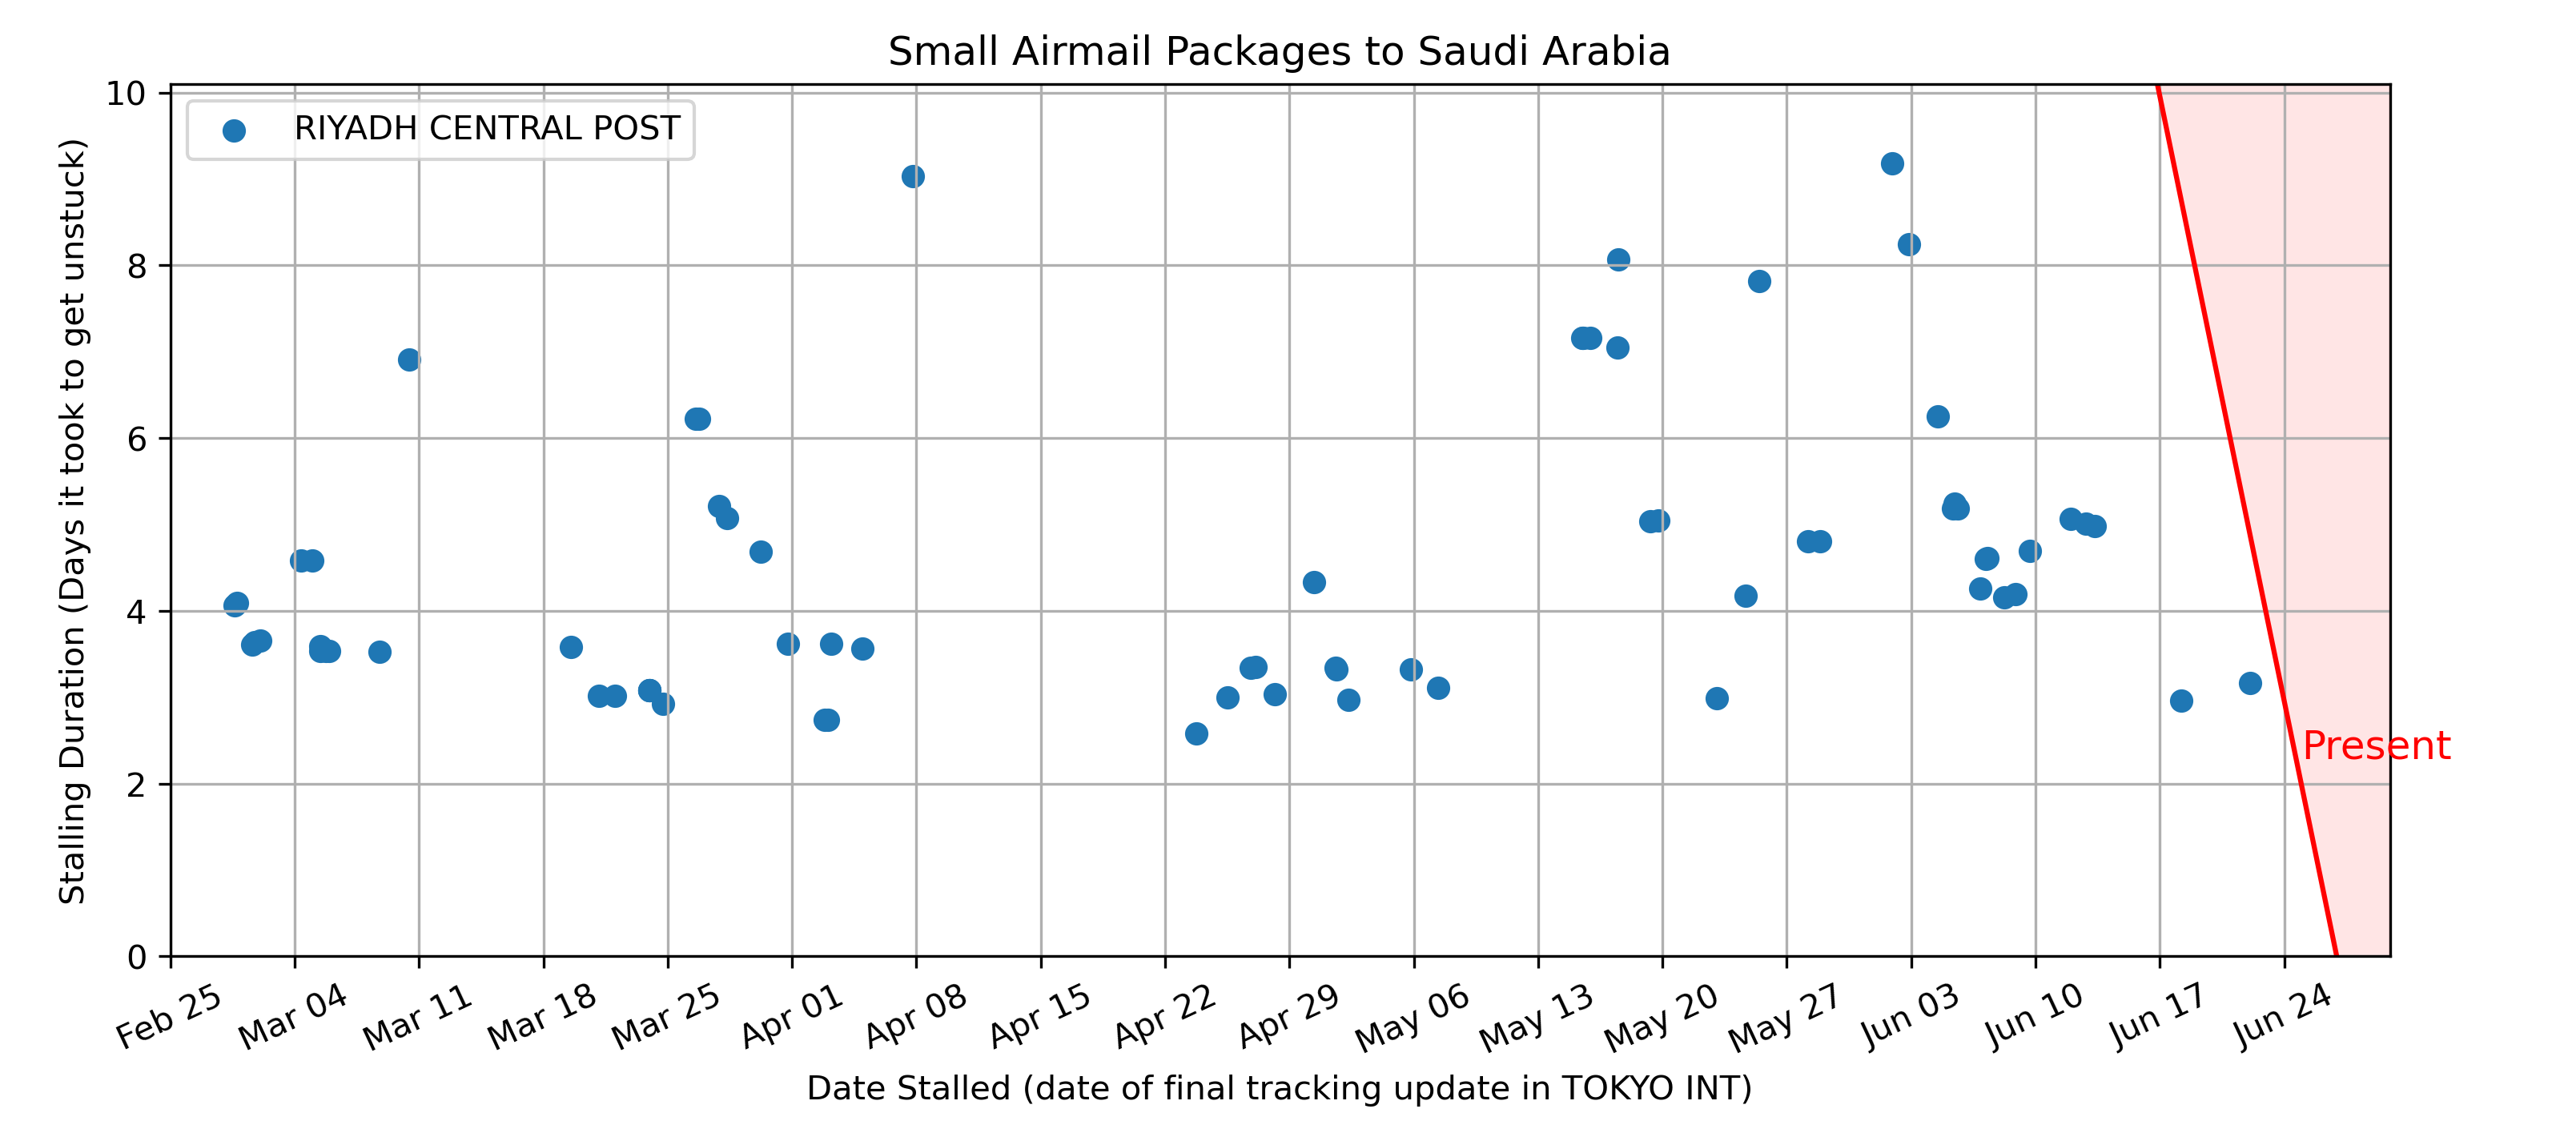 Small Airmail Packages to Saudi Arabia
RIYADH CENTRAL POST
Stalling Duration (Days it took to get unstuck)
10
8
6
4
2
0
Present
Feb 25
Mar 04
Mar 11
Mar 18
Mar 25
Apr 01
Apr 08
Apr 15
Apr 22
Apr 29
May 06
May 13
May 20
May 27
Jun 03
Jun 10
Jun 17
Jun 24
Date Stalled (date of final tracking update in TOKYO INT)